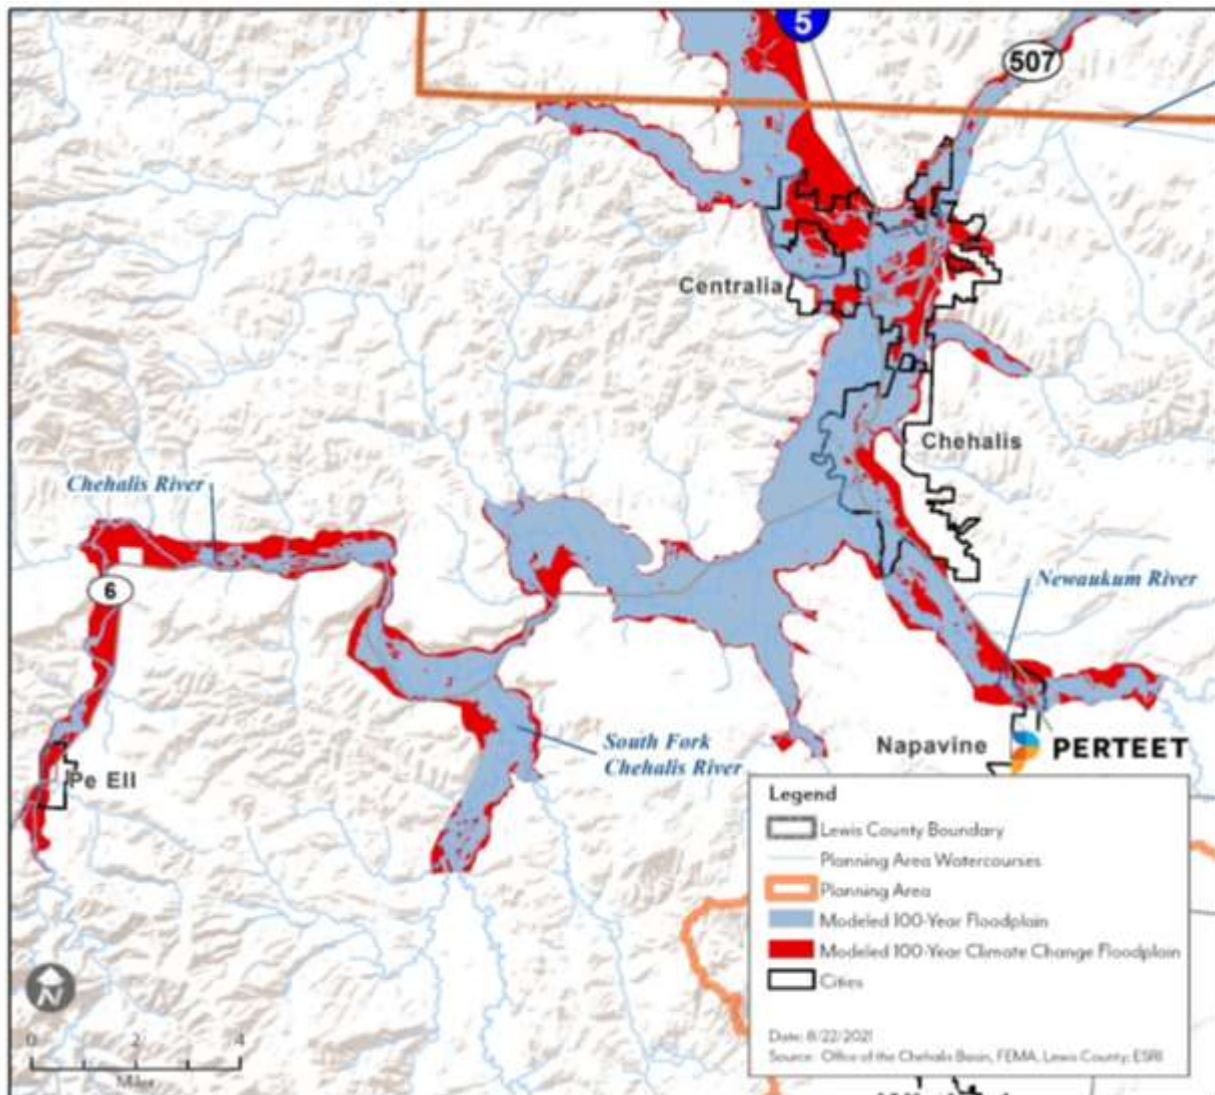 5
507
Centralia
Chehalis
Chehalis River
6
Newaukum River
South Fork
Chehalis River
Napavine
PERTEET
Pe Ell
Legend
Lewis County Boundary
Planning Area Watercourses
Planning Area
Modeled 100-Year Floodplain
Modeled 100-Year Climate Change Floodplain
Cities
Date: 8/22/2021
Source: Office of the Chehalis Basin, FEMA, Lewis County; ESRI
N
0 2 4
Miles